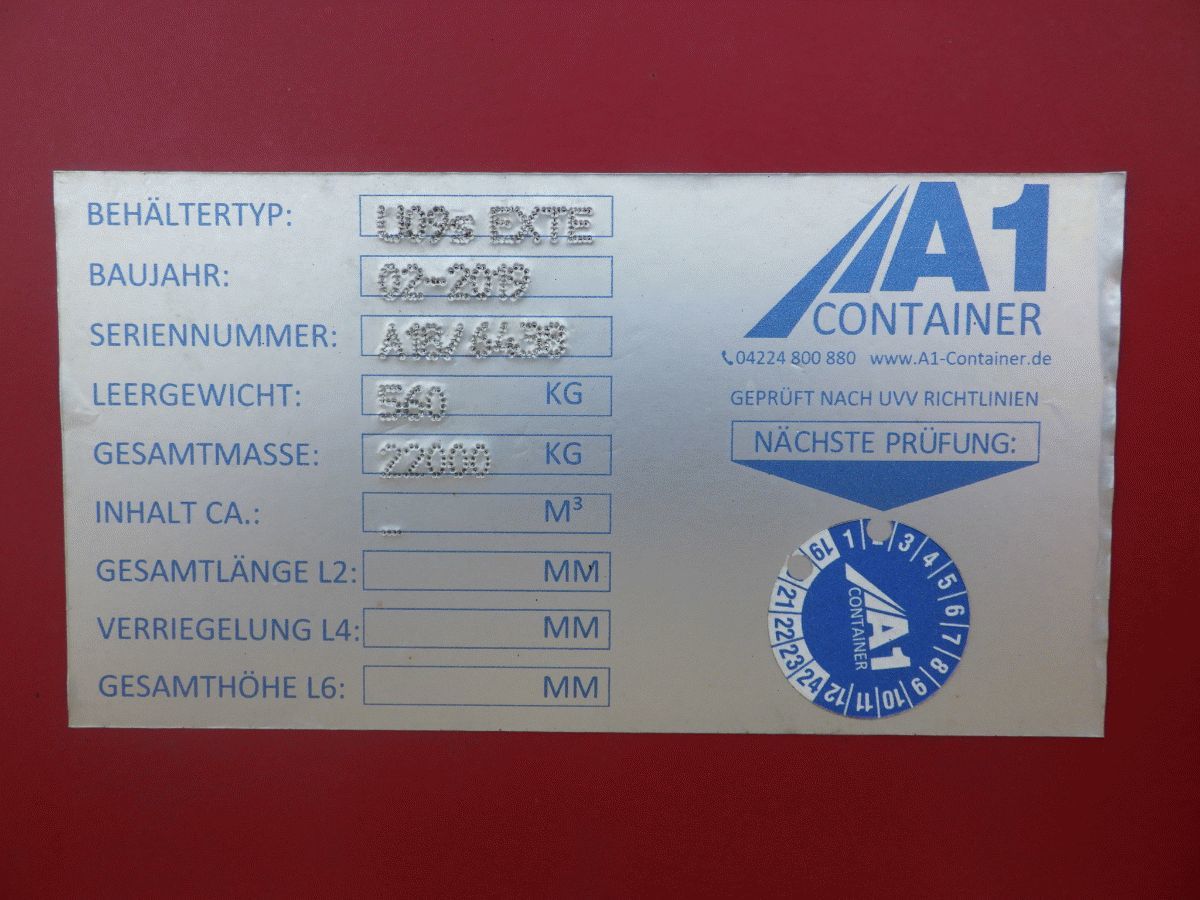 BEHÄLTERTYP: U09s EXTE
BAUJAHR: 02-2019
SERIENNUMMER:
LEERGEWICHT: 560 KG
GESAMTMASSE: 22000 KG
INHALT CA.: M³
GESAMTLÄNGE L2: MM
VERRIEGELUNG L4: MM
GESAMTHÖHE L6: MM
A1
CONTAINER
04224 800 880 www.A1-Container.de
GEPRÜFT NACH UVV RICHTLINIEN
NÄCHSTE PRÜFUNG:
19 1 3 4 5 6 7 8 9 10 11 12 24 23 22 21
A1
CONTAINER